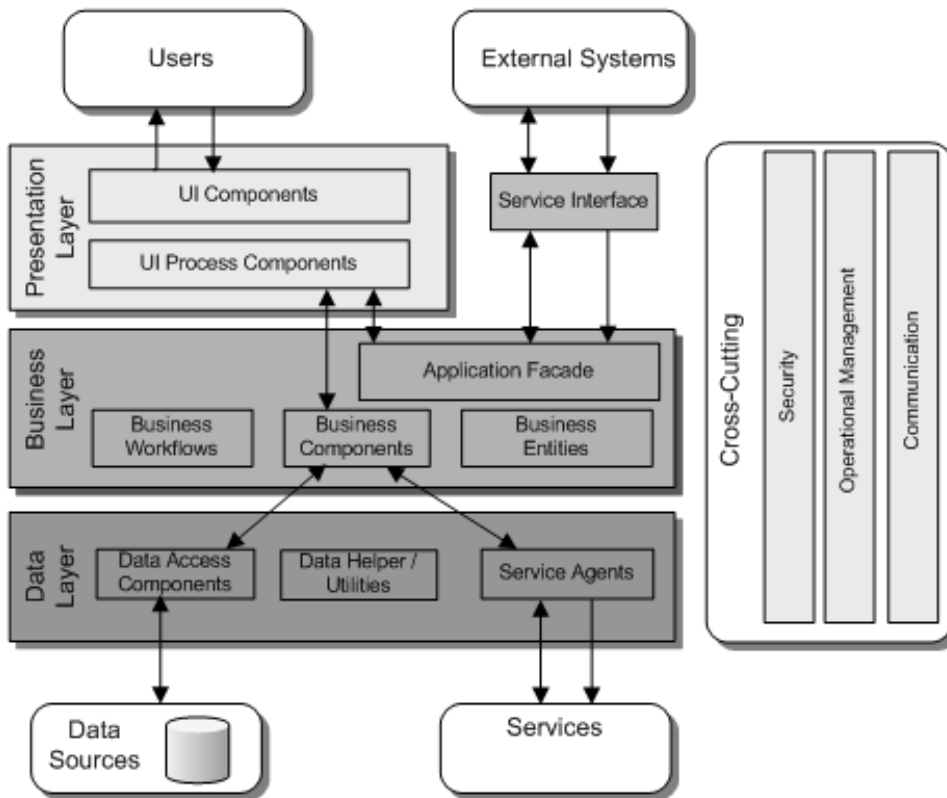 Users
External Systems
Presentation
Layer
UI Components
UI Process Components
Service Interface
Business
Layer
Application Facade
Business
Workflows
Business
Components
Business
Entities
Data
Layer
Data Access
Components
Data Helper /
Utilities
Service Agents
Data
Sources
Services
Cross-Cutting
Security
Operational Management
Communication